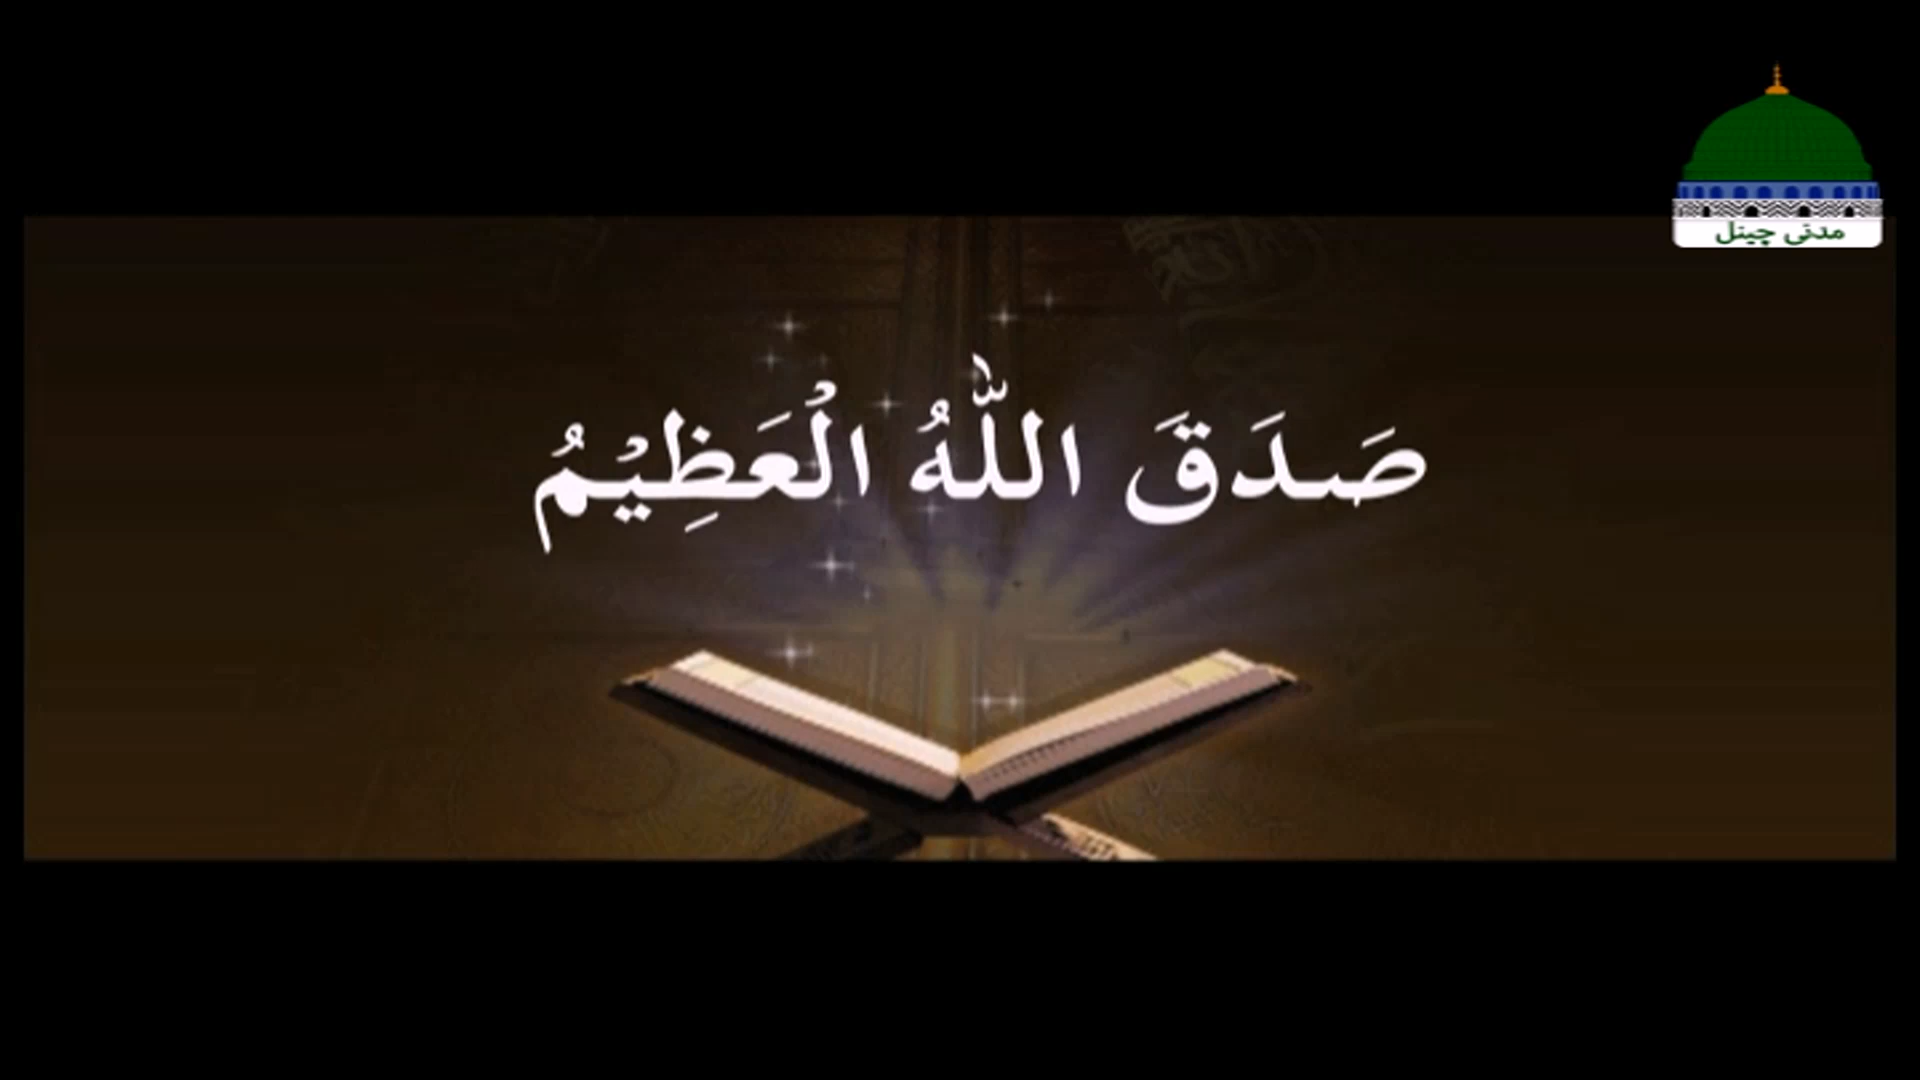 مدنی چینل
صَدَقَ اللّٰهُ الْعَظِيْمُ